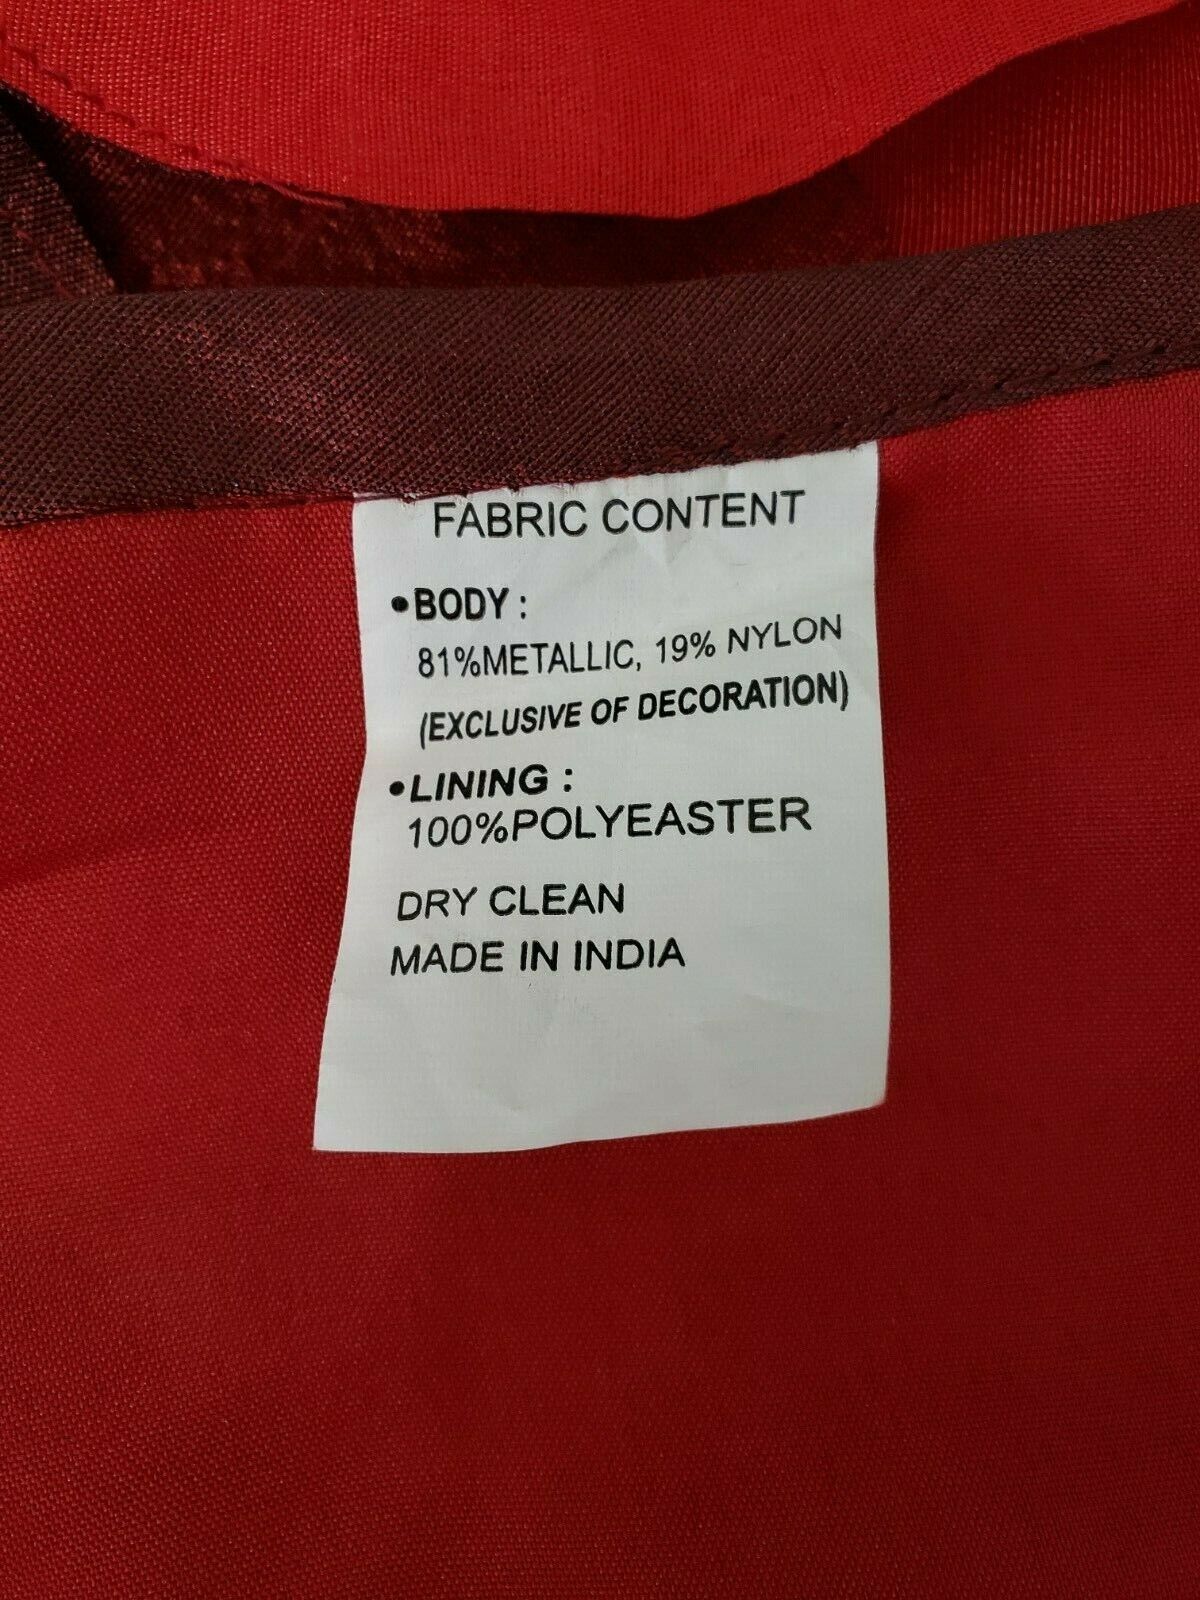 FABRIC CONTENT
•BODY :
81%METALLIC, 19% NYLON
(EXCLUSIVE OF DECORATION)
•LINING :
100%POLYEASTER
DRY CLEAN
MADE IN INDIA